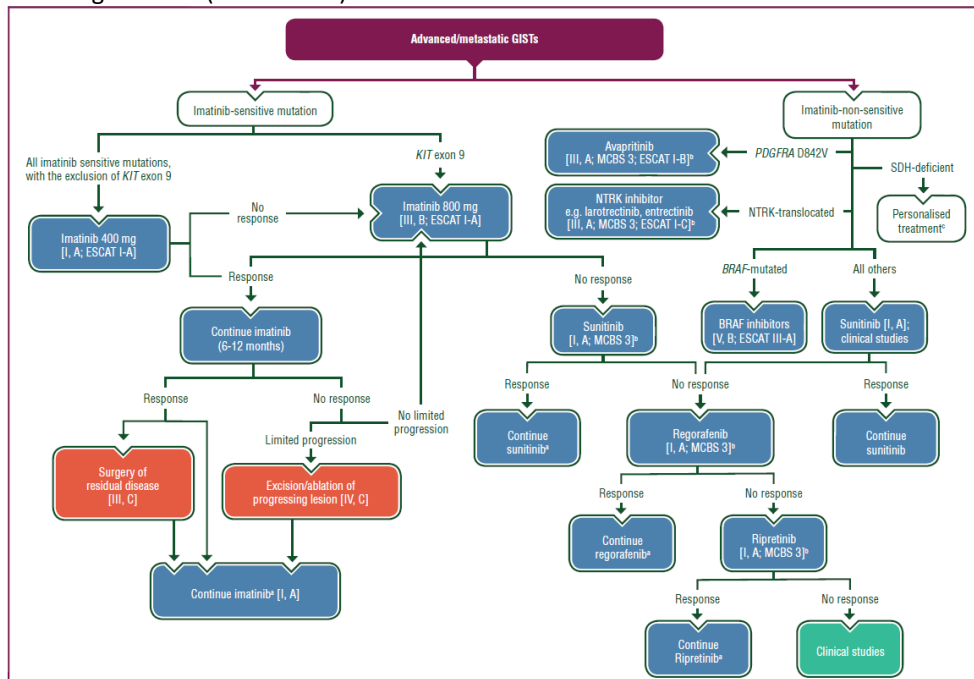 Advanced/metastatic GISTs
Imatinib-sensitive mutation
Imatinib-non-sensitive
mutation
All imatinib sensitive mutations,
with the exclusion of KIT exon 9
KIT exon 9
Avapritinib
[III, A; MCBS 3; ESCAT I-B]ᵇ
PDGFRA D842V
SDH-deficient
No
response
Imatinib 400 mg
[I, A; ESCAT I-A]
Imatinib 800 mg
[III, B; ESCAT I-A]
NTRK inhibitor
e.g. larotrectinib, entrectinib
[III, A; MCBS 3; ESCAT I-C]ᵇ
NTRK-translocated
Personalised
treatmentᶜ
Response
No response
BRAF-mutated
All others
Continue imatinib
(6-12 months)
Sunitinib
[I, A; MCBS 3]ᵇ
BRAF inhibitors
[V, B; ESCAT III-A]
Sunitinib [I, A];
clinical studies
Response
No response
Response
No response
Response
Limited progression
No limited
progression
Continue
sunitinibᵃ
Regorafenib
[I, A; MCBS 3]ᵇ
Continue
sunitinib
Surgery of
residual disease
[III, C]
Excision/ablation of
progressing lesion [IV, C]
Response
No response
Continue
regorafenibᵃ
Ripretinib
[I, A; MCBS 3]ᵇ
Continue imatinibᵃ [I, A]
Response
No response
Continue
Ripretinibᵃ
Clinical studies